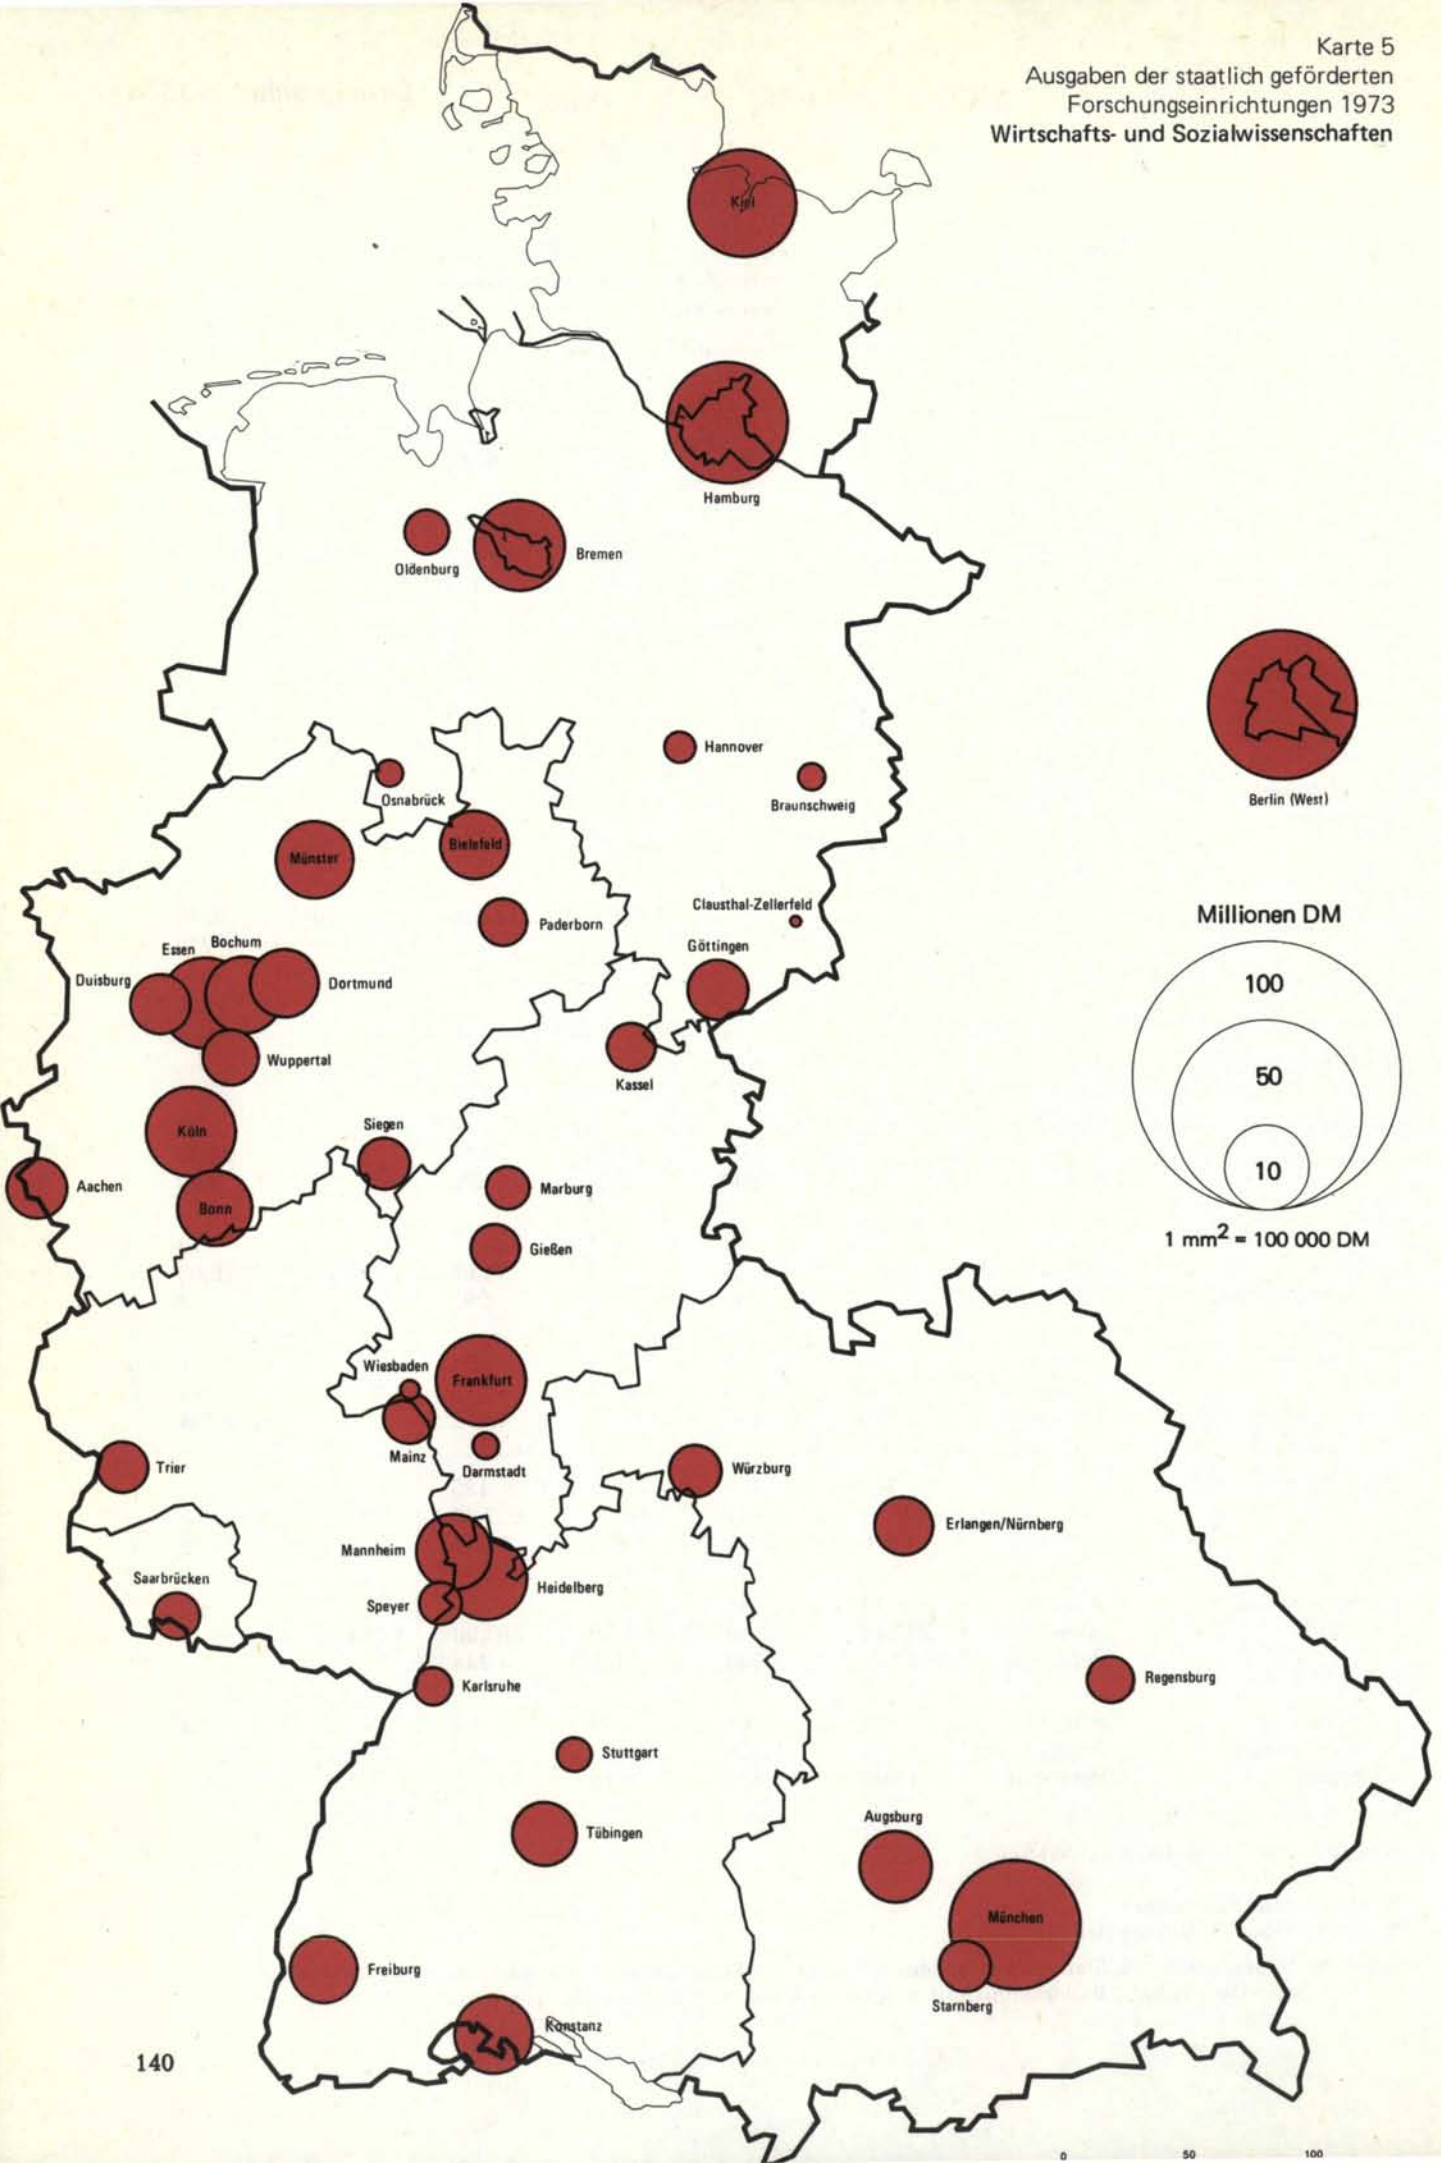 Karte 5
Ausgaben der staatlich geförderten
Forschungseinrichtungen 1973
Wirtschafts- und Sozialwissenschaften
Kiel
Hamburg
Oldenburg
Bremen
Hannover
Osnabrück
Braunschweig
Berlin (West)
Münster
Bielefeld
Paderborn
Clausthal-Zellerfeld
Göttingen
Essen
Bochum
Duisburg
Dortmund
Wuppertal
Kassel
Millionen DM
100
50
10
1 mm² = 100 000 DM
Köln
Siegen
Aachen
Bonn
Marburg
Gießen
Wiesbaden
Frankfurt
Mainz
Darmstadt
Trier
Würzburg
Erlangen/Nürnberg
Mannheim
Heidelberg
Saarbrücken
Speyer
Karlsruhe
Regensburg
Stuttgart
Tübingen
Augsburg
München
Starnberg
Freiburg
Konstanz
140
0 50 100